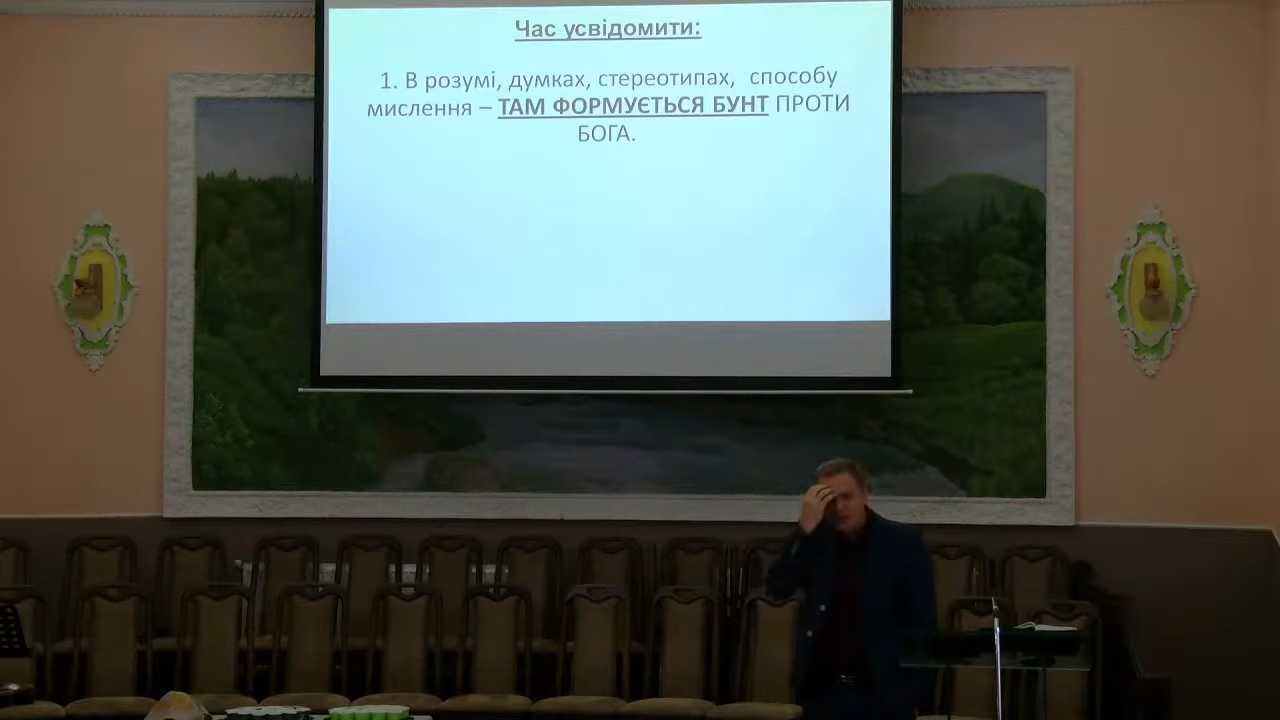 Час усвідомити:
1. В розумі, думках, стереотипах, способу
мислення – ТАМ ФОРМУЄТЬСЯ БУНТ ПРОТИ
БОГА.